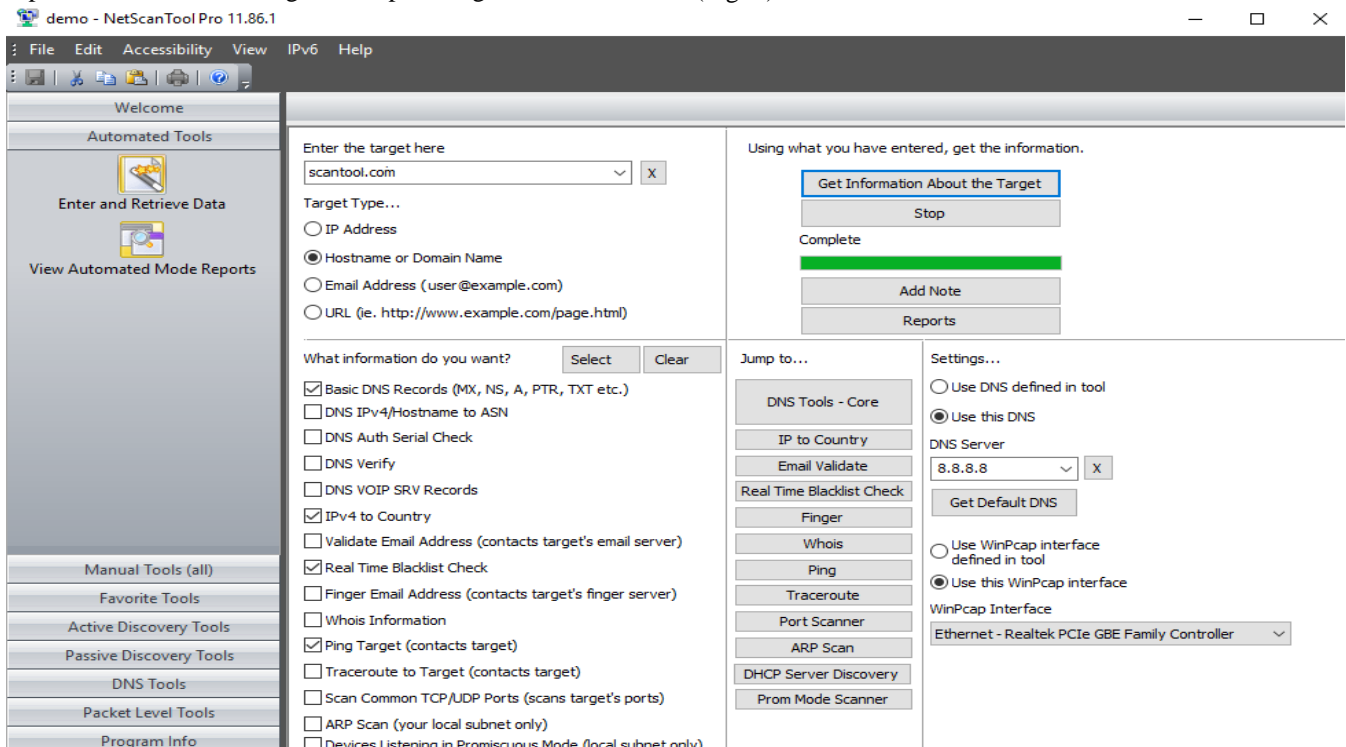 demo - NetScanTool Pro 11.86.1
File Edit Accessibility View IPv6 Help
Welcome
Automated Tools
Enter and Retrieve Data
View Automated Mode Reports
Manual Tools (all)
Favorite Tools
Active Discovery Tools
Passive Discovery Tools
DNS Tools
Packet Level Tools
Program Info
Enter the target here
scantool.com
X
Target Type...
IP Address
Hostname or Domain Name
Email Address (user@example.com)
URL (ie. http://www.example.com/page.html)
Using what you have entered, get the information.
Get Information About the Target
Stop
Complete
Add Note
Reports
What information do you want?
Select
Clear
Basic DNS Records (MX, NS, A, PTR, TXT etc.)
DNS IPv4/Hostname to ASN
DNS Auth Serial Check
DNS Verify
DNS VOIP SRV Records
IPv4 to Country
Validate Email Address (contacts target's email server)
Real Time Blacklist Check
Finger Email Address (contacts target's finger server)
Whois Information
Ping Target (contacts target)
Traceroute to Target (contacts target)
Scan Common TCP/UDP Ports (scans target's ports)
ARP Scan (your local subnet only)
Devices Listening in Promiscuous Mode (local subnet only)
Jump to...
DNS Tools - Core
IP to Country
Email Validate
Real Time Blacklist Check
Finger
Whois
Ping
Traceroute
Port Scanner
ARP Scan
DHCP Server Discovery
Prom Mode Scanner
Settings...
Use DNS defined in tool
Use this DNS
DNS Server
8.8.8.8
X
Get Default DNS
Use WinPcap interface
defined in tool
Use this WinPcap interface
WinPcap Interface
Ethernet - Realtek PCIe GBE Family Controller